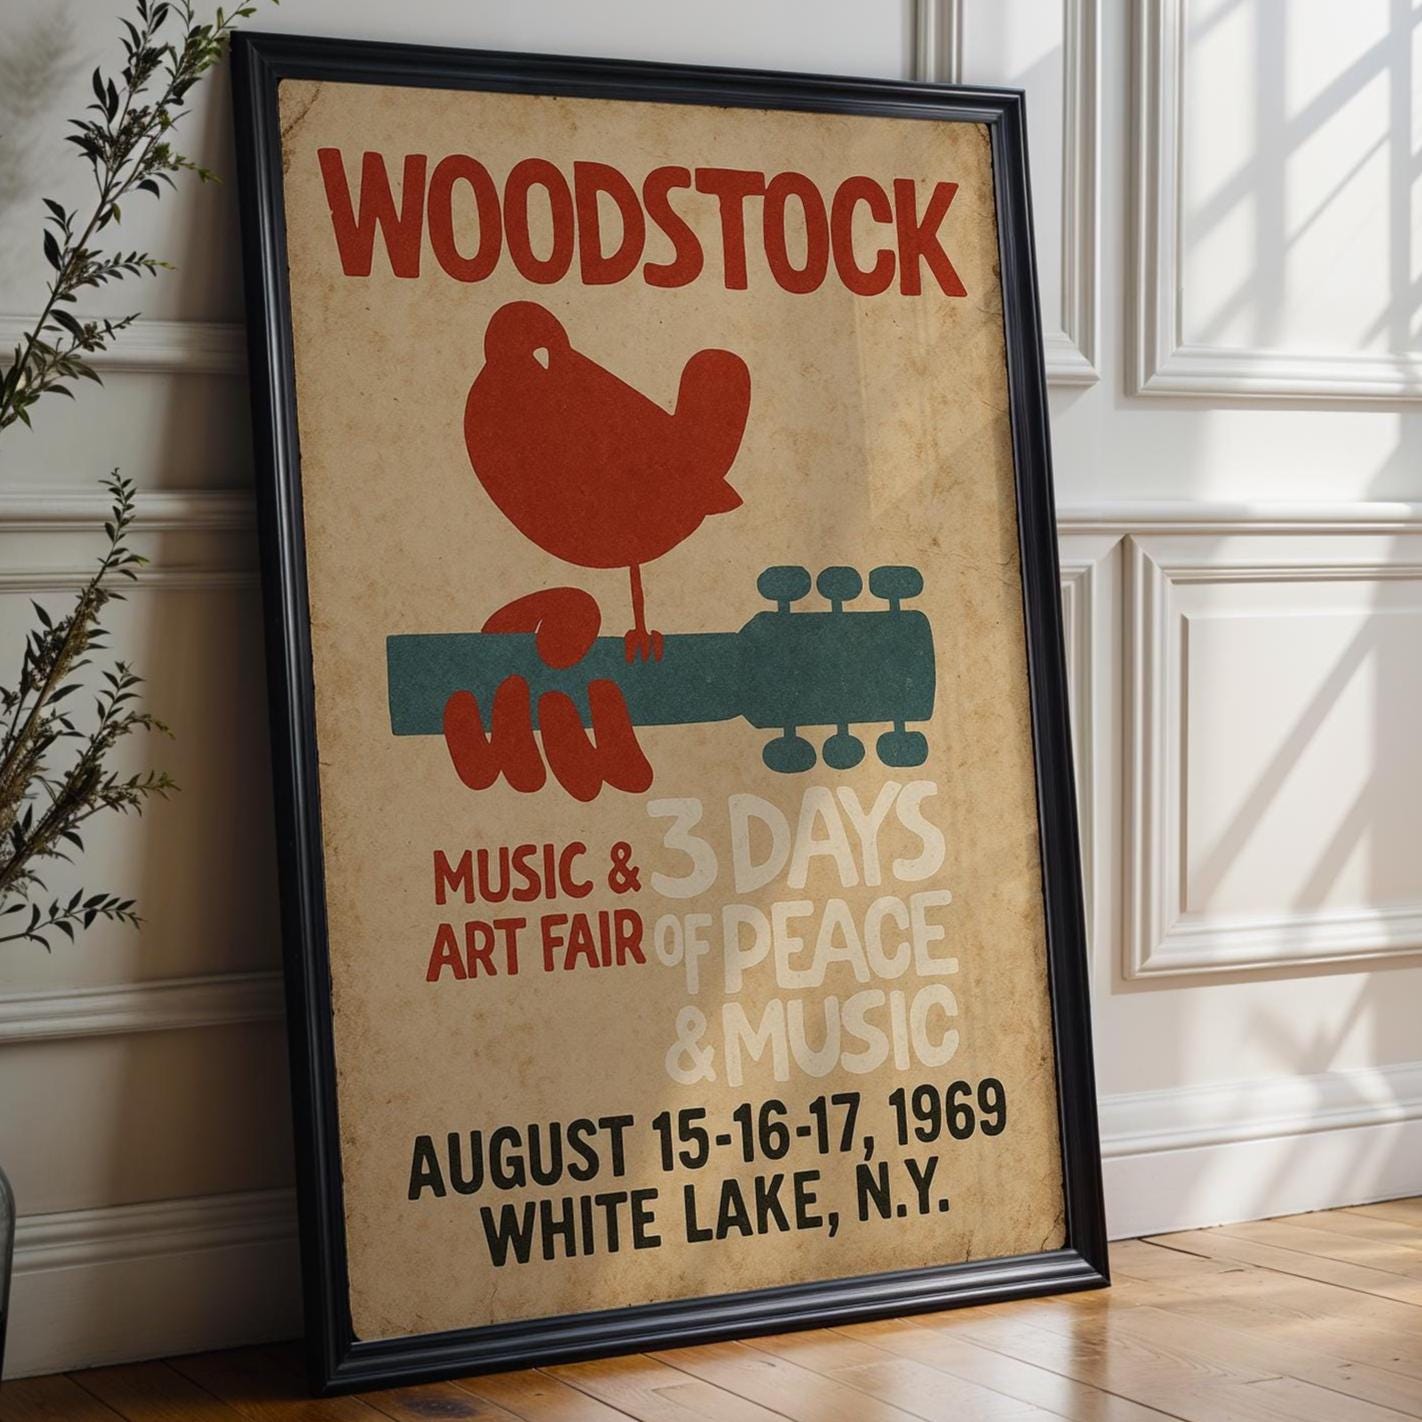 WOODSTOCK
MUSIC &
ART FAIR
3 DAYS
OF PEACE
& MUSIC
AUGUST 15-16-17, 1969
WHITE LAKE, N.Y.